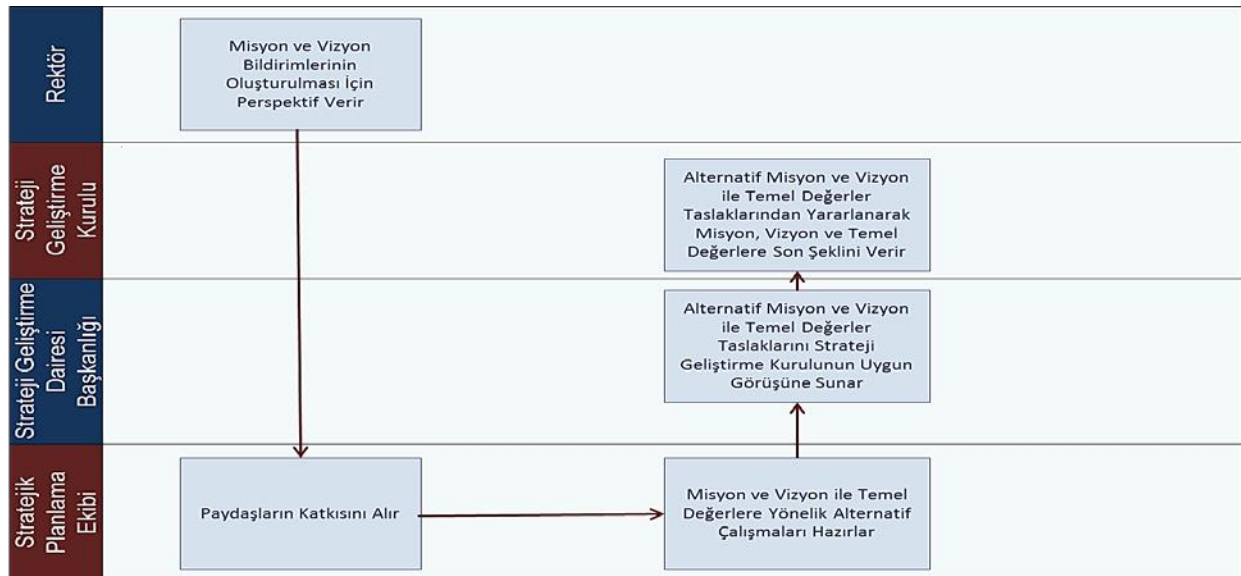 Rektör
Misyon ve Vizyon
Bildirimlerinin
Oluşturulması İçin
Perspektif Verir
Strateji
Geliştirme
Kurulu
Alternatif Misyon ve Vizyon
ile Temel Değerler
Taslaklarından Yararlanarak
Misyon, Vizyon ve Temel
Değerlere Son Şeklini Verir
Strateji Geliştirme
Dairesi
Başkanlığı
Alternatif Misyon ve Vizyon
ile Temel Değerler
Taslaklarını Strateji
Geliştirme Kurulunun Uygun
Görüşüne Sunar
Stratejik
Planlama
Ekibi
Paydaşların Katkısını Alır
Misyon ve Vizyon ile Temel
Değerlere Yönelik Alternatif
Çalışmaları Hazırlar